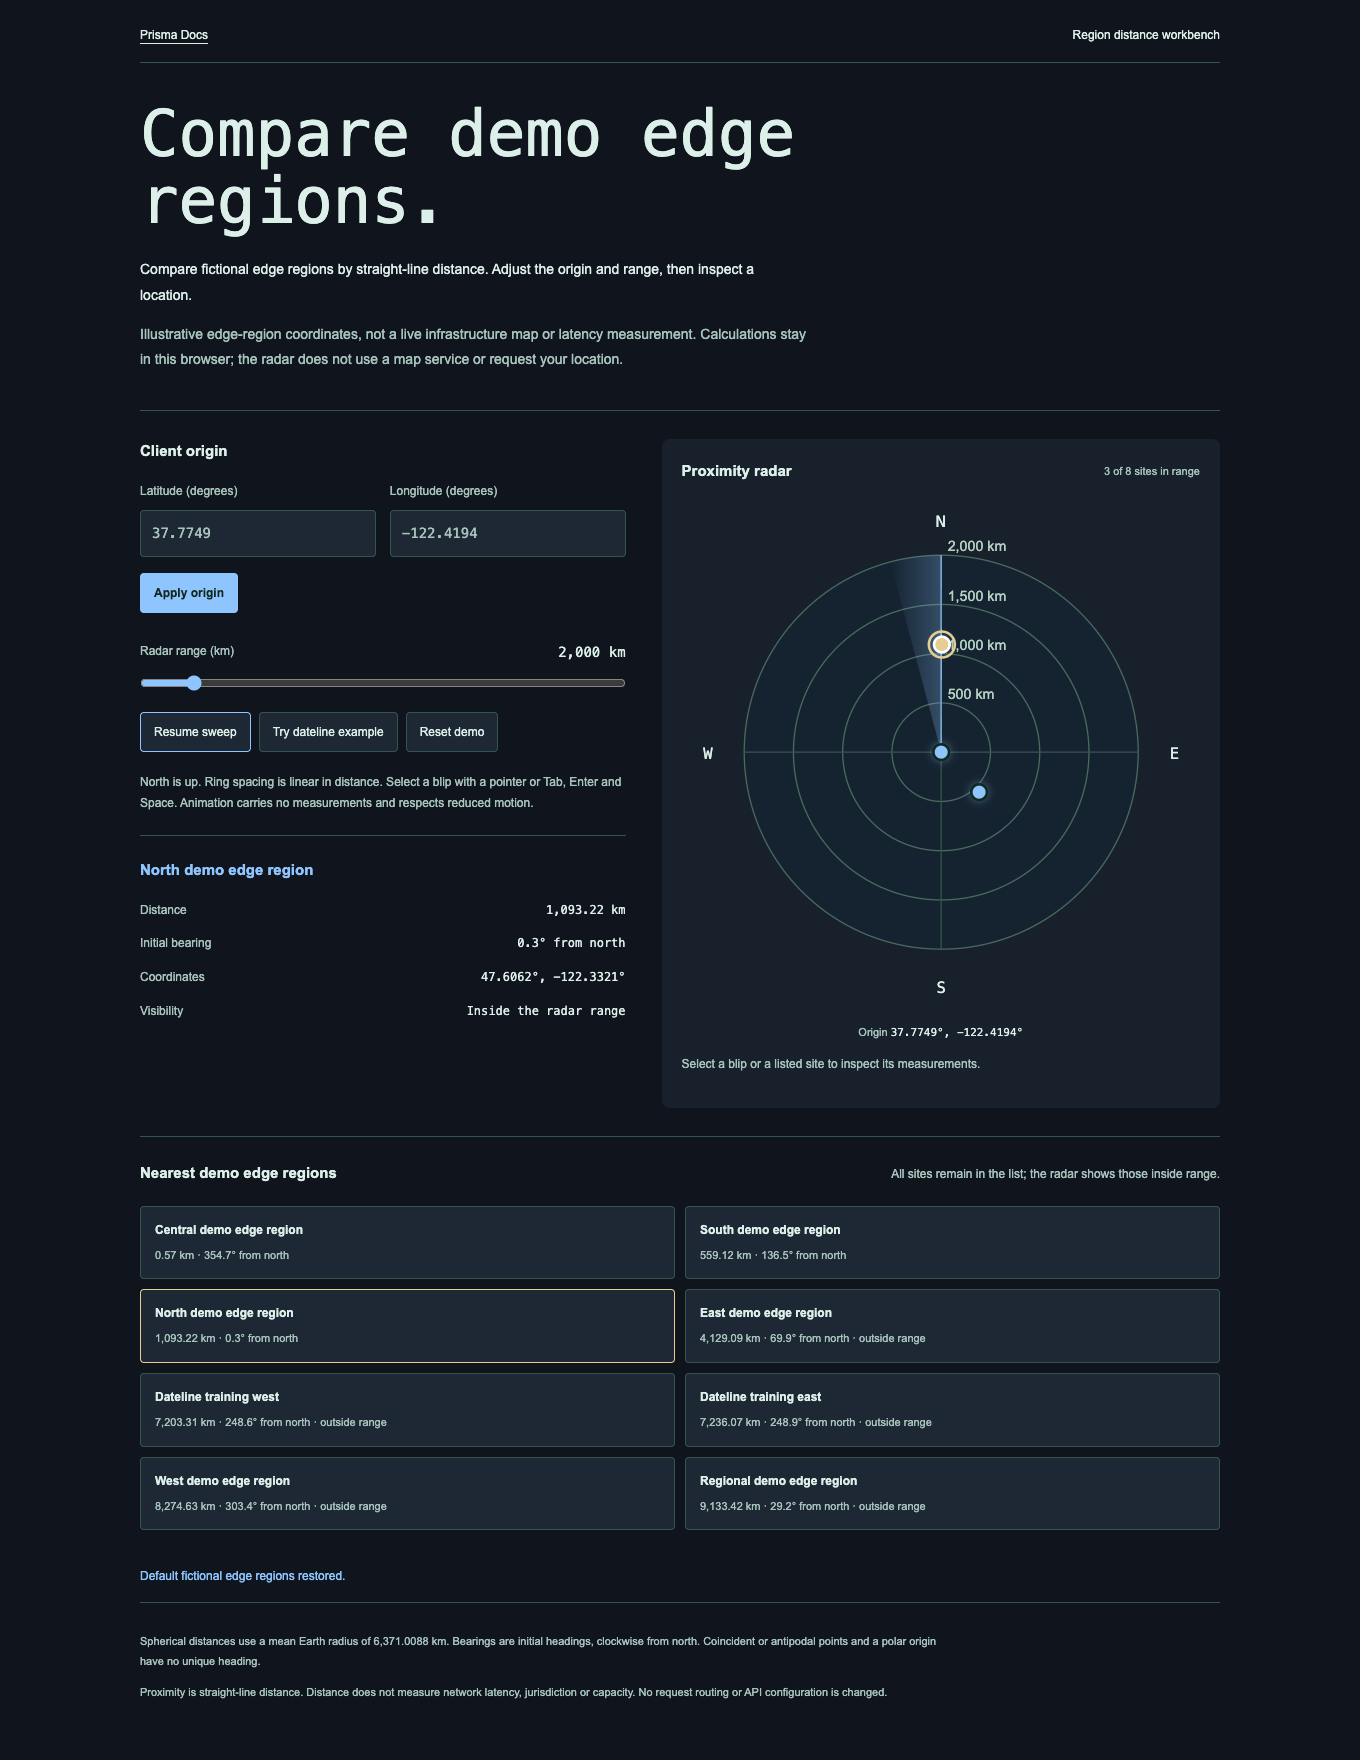 Prisma Docs
Region distance workbench
Compare demo edge
regions.
Compare fictional edge regions by straight-line distance. Adjust the origin and range, then inspect a
location.
Illustrative edge-region coordinates, not a live infrastructure map or latency measurement. Calculations stay
in this browser; the radar does not use a map service or request your location.
Client origin
Latitude (degrees)
Longitude (degrees)
37.7749
-122.4194
Apply origin
Radar range (km)
2,000 km
Resume sweep
Try dateline example
Reset demo
North is up. Ring spacing is linear in distance. Select a blip with a pointer or Tab, Enter and
Space. Animation carries no measurements and respects reduced motion.
North demo edge region
Distance
1,093.22 km
Initial bearing
0.3° from north
Coordinates
47.6062°, -122.3321°
Visibility
Inside the radar range
Proximity radar
3 of 8 sites in range
N
2,000 km
1,500 km
,000 km
500 km
W
E
S
Origin 37.7749°, -122.4194°
Select a blip or a listed site to inspect its measurements.
Nearest demo edge regions
All sites remain in the list; the radar shows those inside range.
Central demo edge region
0.57 km · 354.7° from north
South demo edge region
559.12 km · 136.5° from north
North demo edge region
1,093.22 km · 0.3° from north
East demo edge region
4,129.09 km · 69.9° from north · outside range
Dateline training west
7,203.31 km · 248.6° from north · outside range
Dateline training east
7,236.07 km · 248.9° from north · outside range
West demo edge region
8,274.63 km · 303.4° from north · outside range
Regional demo edge region
9,133.42 km · 29.2° from north · outside range
Default fictional edge regions restored.
Spherical distances use a mean Earth radius of 6,371.0088 km. Bearings are initial headings, clockwise from north. Coincident or antipodal points and a polar origin
have no unique heading.
Proximity is straight-line distance. Distance does not measure network latency, jurisdiction or capacity. No request routing or API configuration is changed.